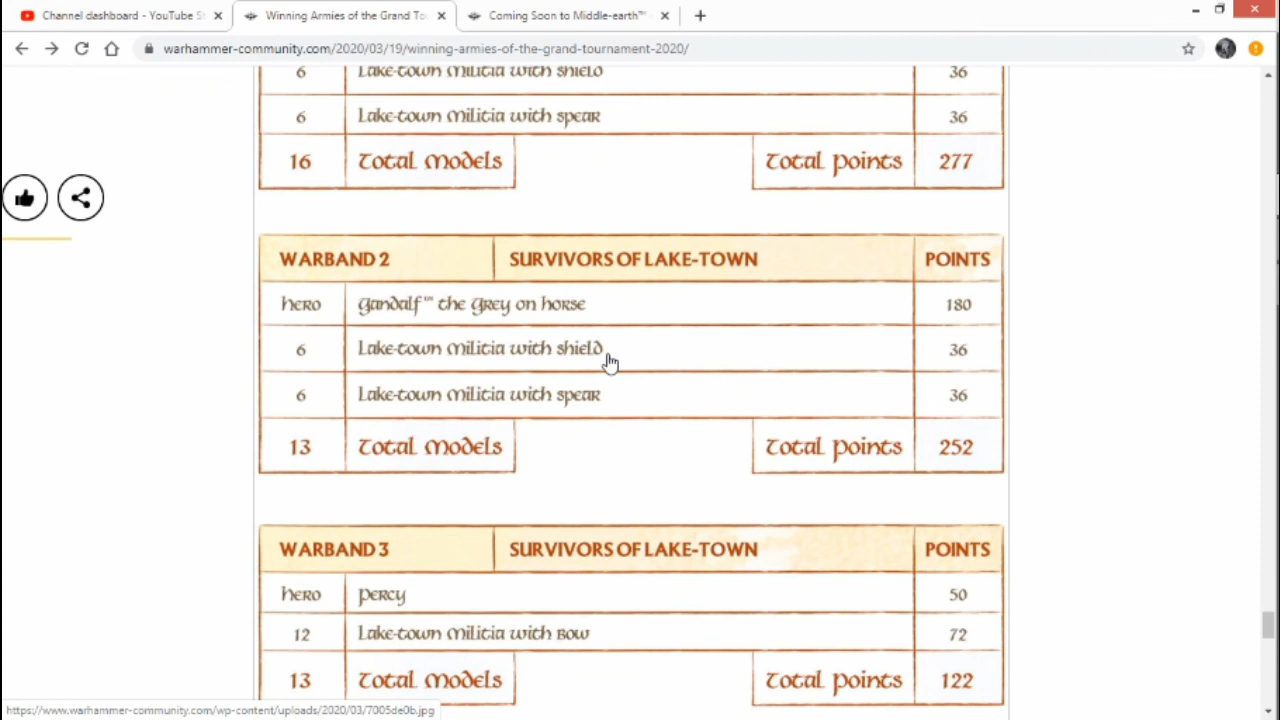 Channel dashboard - YouTube S
Winning Armies of the Grand To
Coming Soon to Middle-earth™
warhammer-community.com/2020/03/19/winning-armies-of-the-grand-tournament-2020/
6 Lake-town Militia with shield 36
6 Lake-town Militia with spear 36
16 Total Models Total Points 277
WARBAND 2 SURVIVORS OF LAKE-TOWN POINTS
Hero Gandalf™ the Grey on horse 180
6 Lake-town Militia with shield 36
6 Lake-town Militia with spear 36
13 Total Models Total Points 252
WARBAND 3 SURVIVORS OF LAKE-TOWN POINTS
Hero Percy 50
12 Lake-town Militia with Bow 72
13 Total Models Total Points 122
https://www.warhammer-community.com/wp-content/uploads/2020/03/7005de0b.jpg